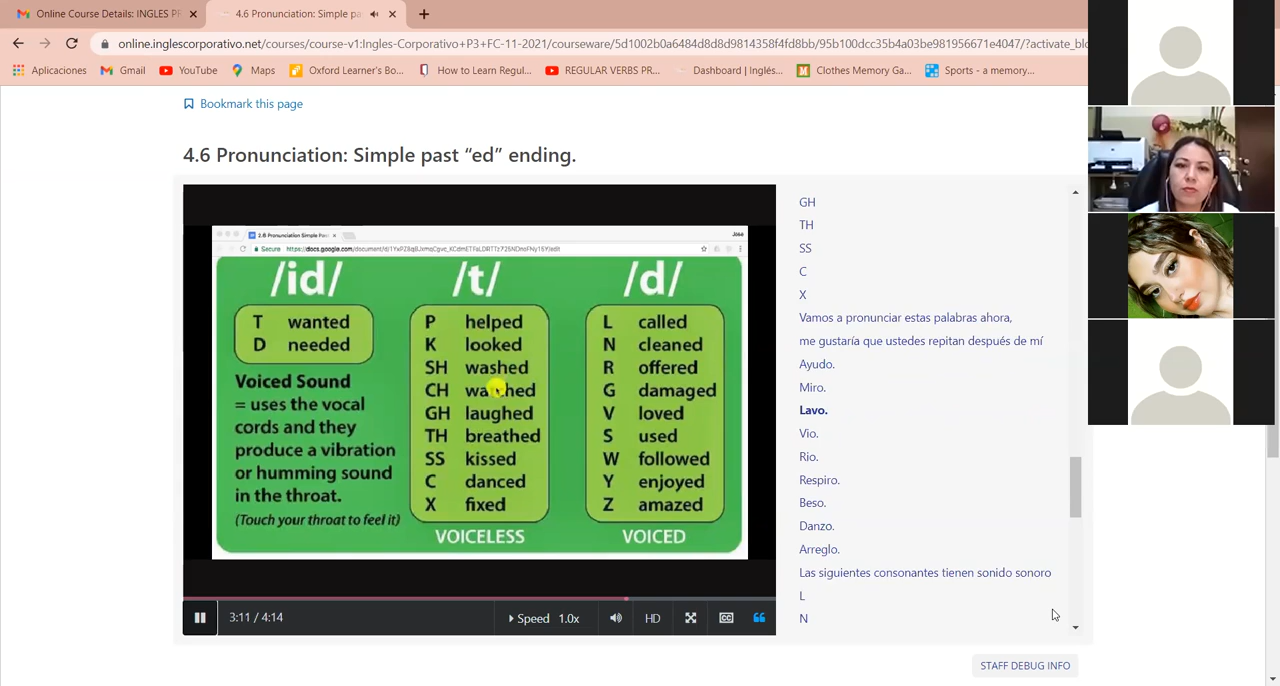 Online Course Details: INGLES PR
4.6 Pronunciation: Simple pa
online.inglescorporativo.net/courses/course-v1:Ingles-Corporativo+P3+FC-11-2021/courseware/5d1002b0a6484d8d8d9814358f4fd8bb/95b100dcc35b4a03be981956671e4047/?activate_blo
Aplicaciones Gmail YouTube Maps Oxford Learner's Bo... How to Learn Regul... REGULAR VERBS PR... Dashboard | Inglés... Clothes Memory Ga... Sports - a memory...
Bookmark this page
4.6 Pronunciation: Simple past “ed” ending.
2.6 Pronunciation Simple Pas
José
Secure
/id/
T wanted
D needed
Voiced Sound
= uses the vocal
cords and they
produce a vibration
or humming sound
in the throat.
(Touch your throat to feel it)
/t/
P helped
K looked
SH washed
CH
GH laughed
TH breathed
SS kissed
C danced
X fixed
VOICELESS
/d/
L called
N cleaned
R offered
G damaged
V loved
S used
W followed
Y enjoyed
Z amazed
VOICED
3:11 / 4:14
Speed 1.0x
HD
GH
TH
SS
C
X
Vamos a pronunciar estas palabras ahora,
me gustaría que ustedes repitan después de mí
Ayudo.
Miro.
Lavo.
Vio.
Rio.
Respiro.
Beso.
Danzo.
Arreglo.
Las siguientes consonantes tienen sonido sonoro
L
N
STAFF DEBUG INFO